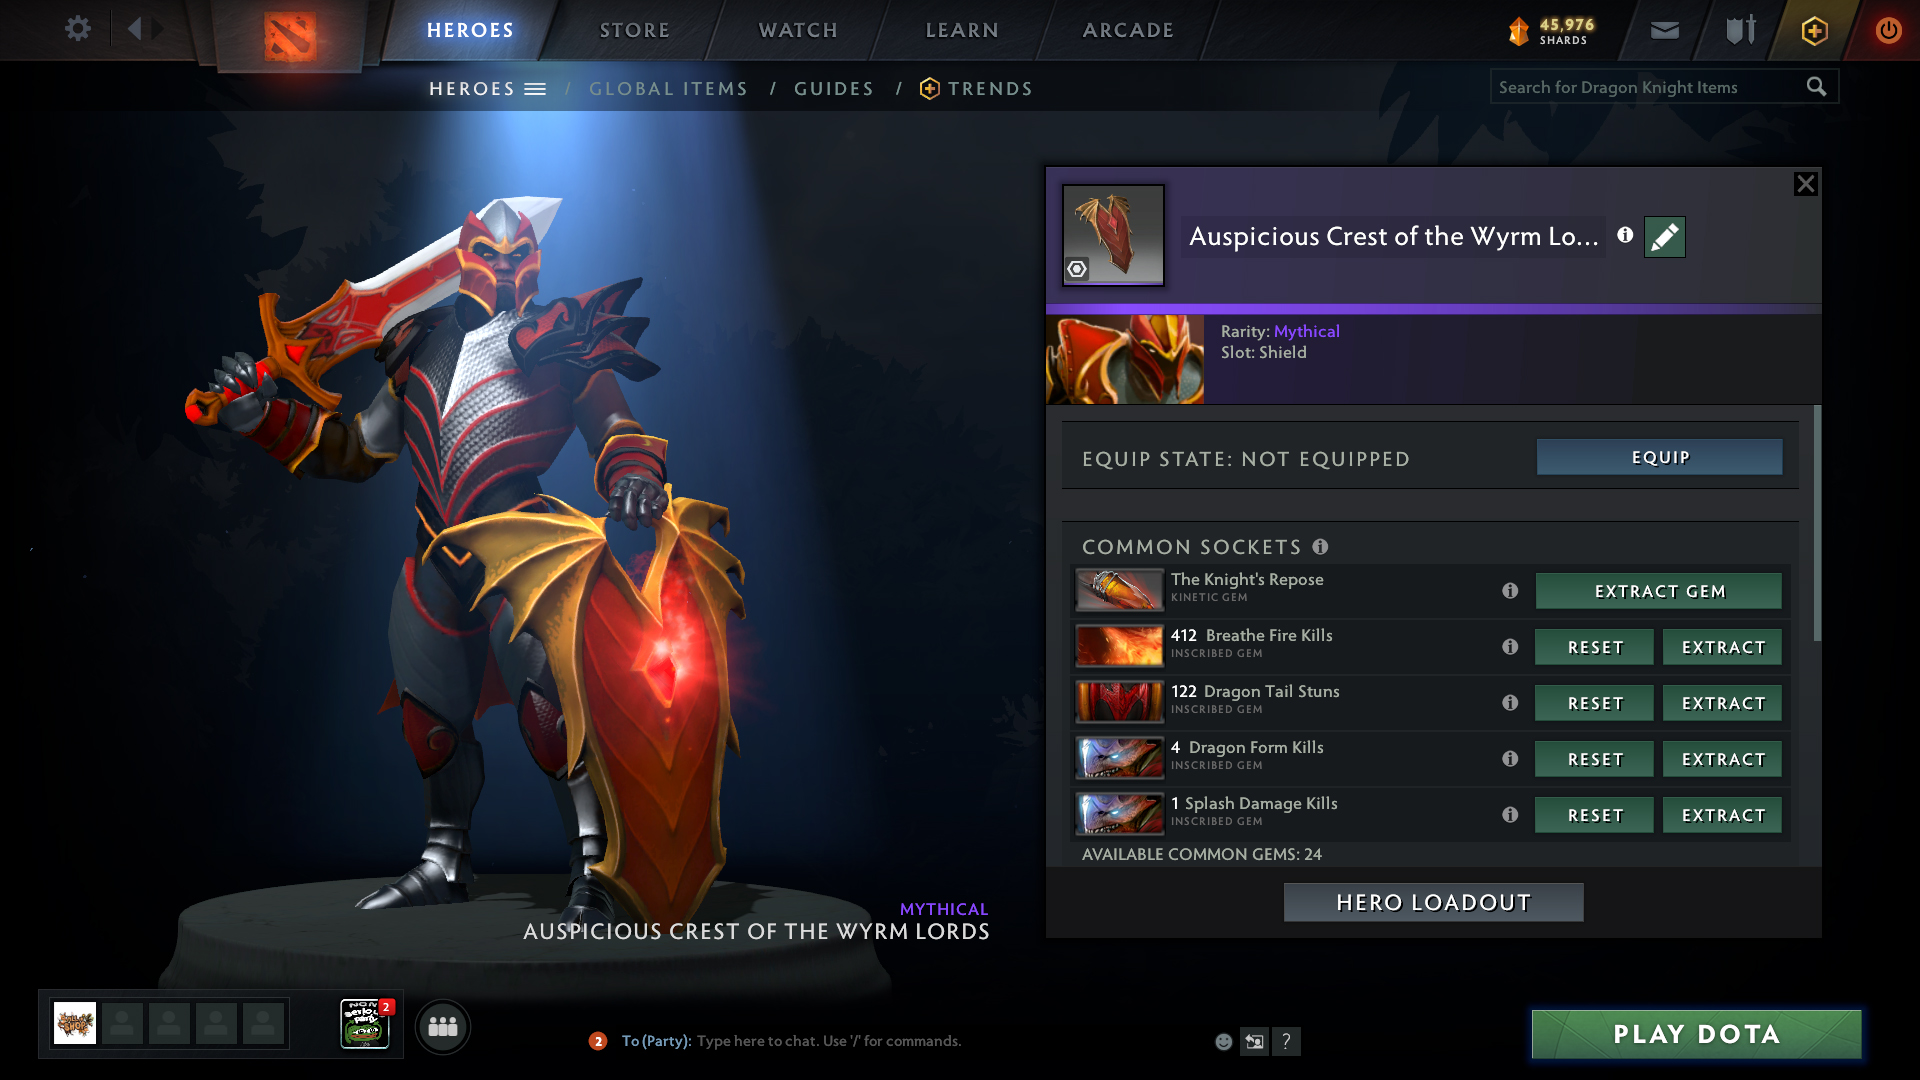 HEROES
STORE
WATCH
LEARN
ARCADE
45,976
SHARDS
HEROES / GLOBAL ITEMS / GUIDES / TRENDS
Search for Dragon Knight Items
Auspicious Crest of the Wyrm Lo...
Rarity: Mythical
Slot: Shield
EQUIP STATE: NOT EQUIPPED
EQUIP
COMMON SOCKETS
The Knight's Repose
KINETIC GEM
EXTRACT GEM
412 Breathe Fire Kills
INSCRIBED GEM
RESET
EXTRACT
122 Dragon Tail Stuns
INSCRIBED GEM
RESET
EXTRACT
4 Dragon Form Kills
INSCRIBED GEM
RESET
EXTRACT
1 Splash Damage Kills
INSCRIBED GEM
RESET
EXTRACT
AVAILABLE COMMON GEMS: 24
HERO LOADOUT
MYTHICAL
AUSPICIOUS CREST OF THE WYRM LORDS
2
2
To (Party): Type here to chat. Use '/' for commands.
?
PLAY DOTA